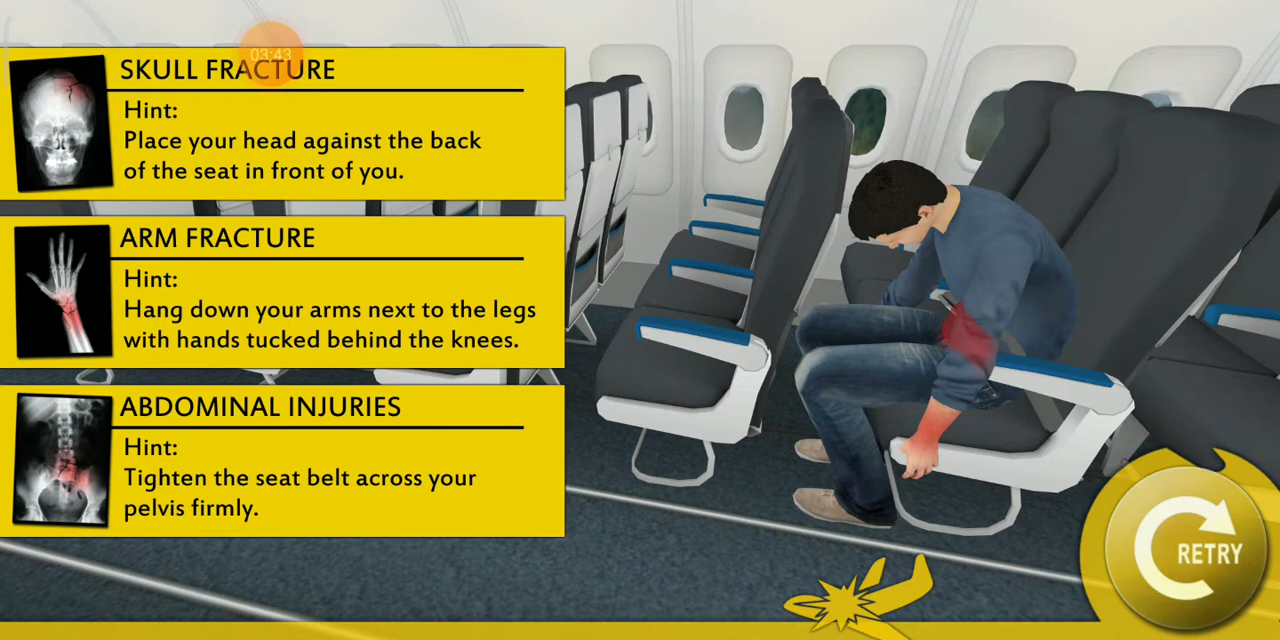 03:43
SKULL FRACTURE
Hint:
Place your head against the back
of the seat in front of you.
ARM FRACTURE
Hint:
Hang down your arms next to the legs
with hands tucked behind the knees.
ABDOMINAL INJURIES
Hint:
Tighten the seat belt across your
pelvis firmly.
RETRY